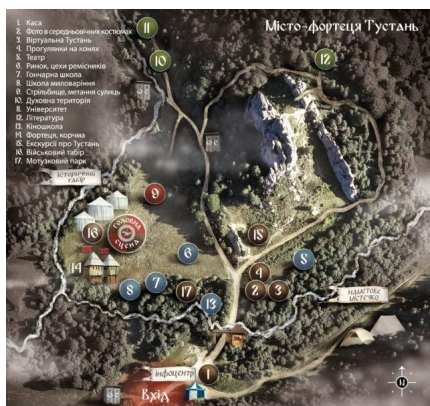 Місто-фортеця Тустань
1. Каса
2. Фото в середньовічних костюмах
3. Віртуальна Тустань
4. Прогулянки на конях
5. Театр
6. Ринок, цехи ремісників
7. Гончарна школа
8. Школа миловаріння
9. Стрільбище, метання сулиць
10. Духовна територія
11. Університет
12. Література
13. Кіношкола
14. Фортеця, корчма
15. Екскурсії про Тустань
16. Військовий табір
17. Мотузковий парк
11
10
12
історичний
табір
9
16
головна
сцена
15
6
14
4
8
7
17
2
3
13
наметове
містечко
інфоцентр
1
Вхід